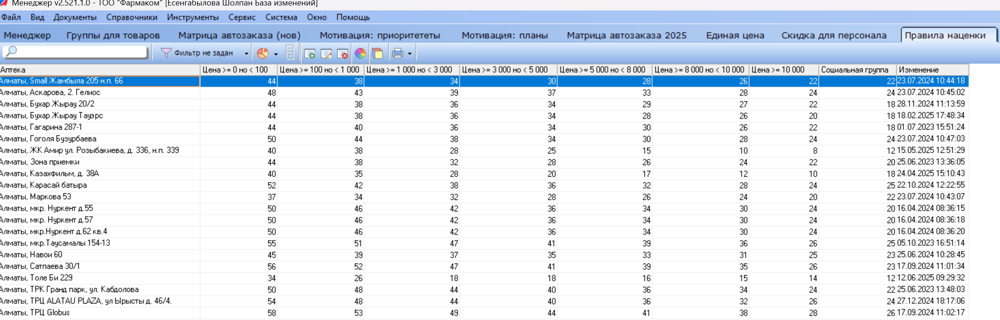 Менеджер v2.521.1.0 - ТОО "Фармаком" [Есенгабылова Шолпан База изменений]
Файл Вид Документы Справочники Инструменты Сервис Система Окно Помощь
Менеджер Группы для товаров Матрица автозаказа (нов) Мотивация: приоритететы Мотивация: планы Матрица автозаказа 2025 Единая цена Скидка для персонала Правила наценки
Фильтр не задан
Аптека Цена >= 0 но < 100 Цена >= 100 но < 1 000 Цена >= 1 000 но < 3 000 Цена >= 3 000 но < 5 000 Цена >= 5 000 но < 8 000 Цена >= 8 000 но < 10 000 Цена >= 10 000 Социальная группа Изменение
Алматы, Small Жамбыла 205 н.п. 66 44 38 34 30 28 26 22 22 23.07.2024 10:44:18
Алматы, Аскарова, 2. Гелиос 48 43 39 37 33 28 24 24 23.07.2024 10:45:02
Алматы, Бухар Жырау 20/2 44 38 36 34 29 27 22 18 28.11.2024 11:13:59
Алматы, Бухар Жырау Тауэрс 44 38 36 34 28 26 20 18 18.02.2025 17:48:34
Алматы, Гагарина 287-1 44 40 36 34 30 26 22 18 01.07.2023 15:51:24
Алматы, Гоголя Бузурбаева 50 44 38 34 30 28 24 24 23.07.2024 10:47:03
Алматы, ЖК Амир ул. Розыбакиева, д. 336, н.п. 339 40 38 28 25 15 10 8 12 15.05.2025 12:51:29
Алматы, Зона приемки 44 38 32 28 26 24 22 20 25.06.2023 13:36:05
Алматы, Казахфильм, д. 38А 40 35 28 20 17 12 10 18 24.04.2025 15:10:43
Алматы, Карасай батыра 52 42 38 36 32 28 24 25 22.10.2024 12:22:55
Алматы, Маркова 53 37 34 32 28 26 24 20 22 23.07.2024 10:43:07
Алматы, мкр. Нуркент д.55 50 46 42 36 34 30 24 20 16.04.2024 08:36:15
Алматы, мкр. Нуркент д.57 50 46 42 36 34 30 24 20 16.04.2024 08:36:18
Алматы, мкр.Нуркент д.62 кв.4 50 46 42 36 34 30 24 20 16.04.2024 08:36:20
Алматы, мкр.Таусамалы 154-13 55 51 47 41 39 36 26 25 05.10.2023 16:51:14
Алматы, Навои 60 45 39 37 35 33 31 25 23 25.06.2024 10:28:45
Алматы, Сатпаева 30/1 56 52 47 41 39 35 26 23 17.09.2024 11:01:34
Алматы, Толе Би 229 34 26 18 18 16 15 14 12 12.06.2025 09:29:32
Алматы, ТРК Гранд парк, ул. Кабдолова 50 48 44 40 36 34 24 22 25.06.2023 13:48:03
Алматы, ТРЦ ALATAU PLAZA, ул Ырысты д. 46/4. 54 48 44 40 36 32 26 24 27.12.2024 18:17:06
Алматы, ТРЦ Globus 58 53 49 44 41 38 28 26 17.09.2024 11:02:17